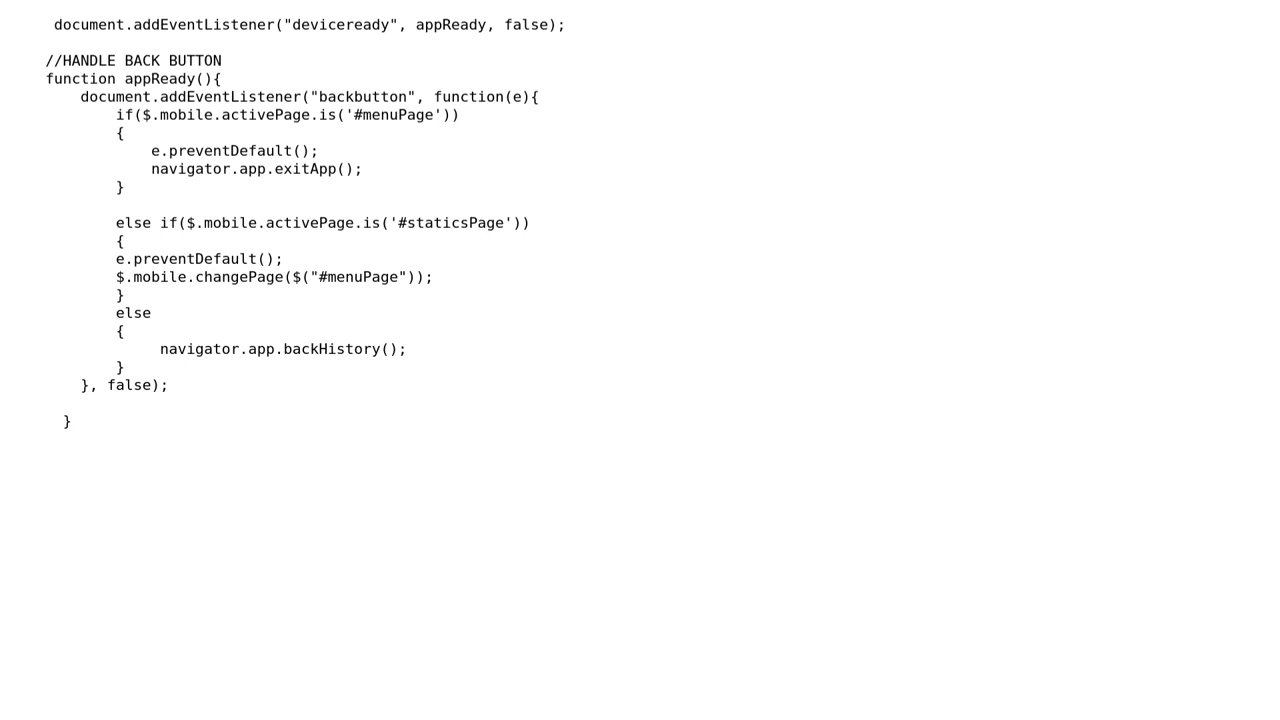 document.addEventListener("deviceready", appReady, false);

//HANDLE BACK BUTTON
function appReady(){
    document.addEventListener("backbutton", function(e){
        if($.mobile.activePage.is('#menuPage'))
        {
            e.preventDefault();
            navigator.app.exitApp();
        }

        else if($.mobile.activePage.is('#staticsPage'))
        {
        e.preventDefault();
        $.mobile.changePage($("#menuPage"));
        }
        else
        {
             navigator.app.backHistory();
        }
    }, false);

  }